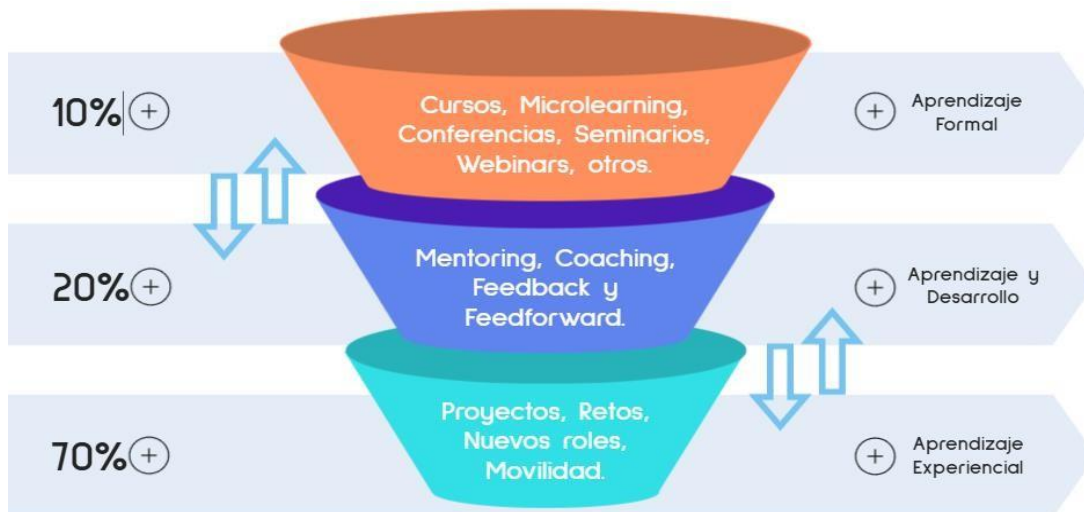 10%
Cursos, Microlearning,
Conferencias, Seminarios,
Webinars, otros.
Aprendizaje
Formal
20%
Mentoring, Coaching,
Feedback y
Feedforward.
Aprendizaje y
Desarrollo
70%
Proyectos, Retos,
Nuevos roles,
Movilidad.
Aprendizaje
Experiencial